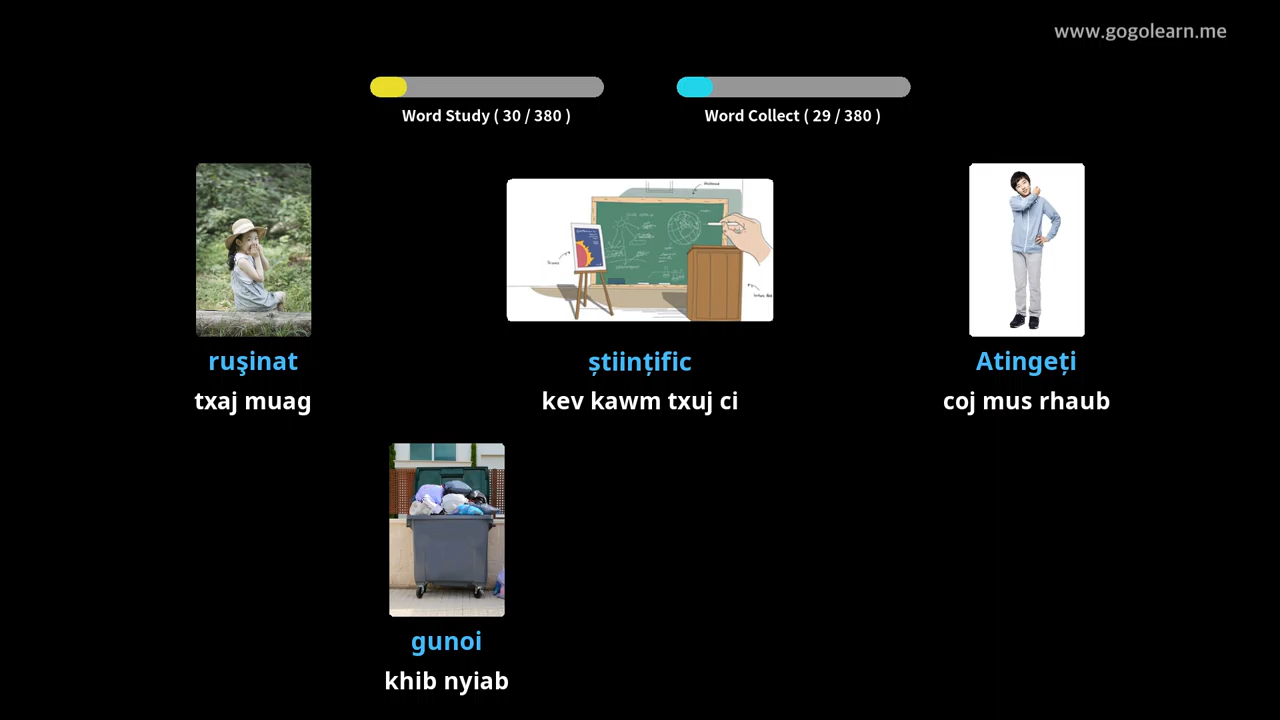 www.gogolearn.me
Word Study ( 30 / 380 )
Word Collect ( 29 / 380 )
ruşinat
științific
Atingeți
txaj muag
kev kawm txuj ci
coj mus rhaub
gunoi
khib nyiab